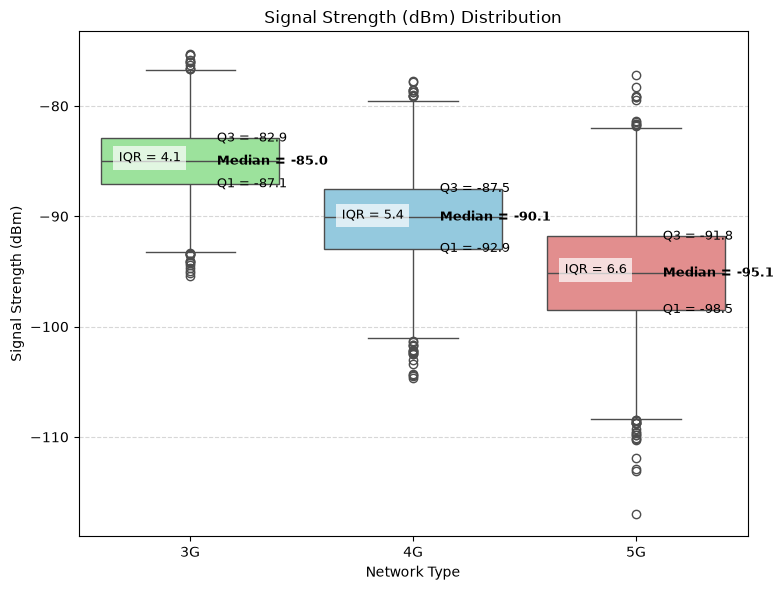 Signal Strength (dBm) Distribution
Signal Strength (dBm)
−80
−90
−100
−110
Q3 = -82.9
IQR = 4.1
Median = -85.0
Q1 = -87.1
Q3 = -87.5
IQR = 5.4
Median = -90.1
Q1 = -92.9
Q3 = -91.8
IQR = 6.6
Median = -95.1
Q1 = -98.5
3G
4G
5G
Network Type